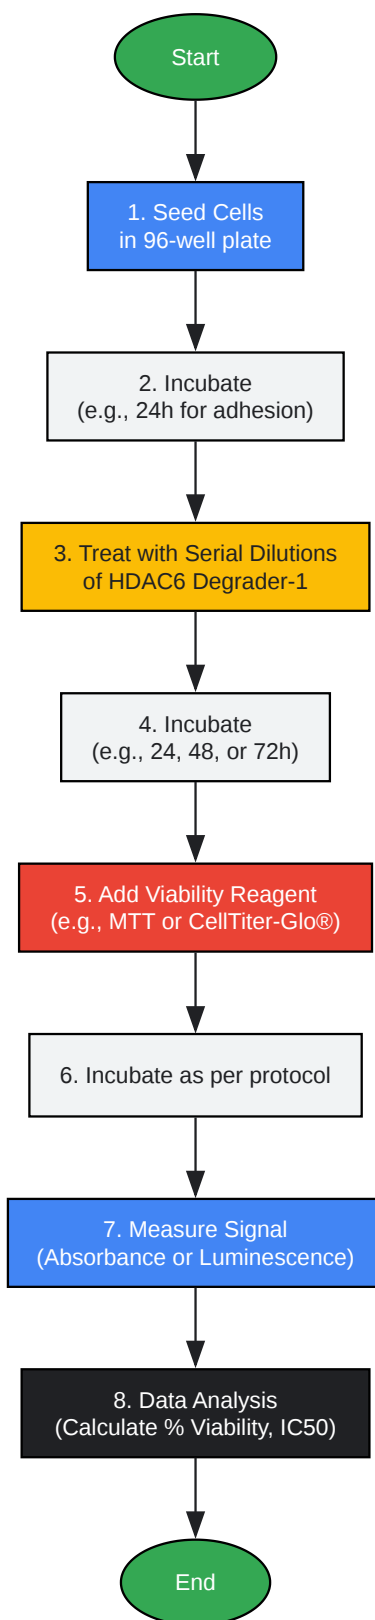 Start
1. Seed Cells
in 96-well plate
2. Incubate
(e.g., 24h for adhesion)
3. Treat with Serial Dilutions
of HDAC6 Degrader-1
4. Incubate
(e.g., 24, 48, or 72h)
5. Add Viability Reagent
(e.g., MTT or CellTiter-Glo®)
6. Incubate as per protocol
7. Measure Signal
(Absorbance or Luminescence)
8. Data Analysis
(Calculate % Viability, IC50)
End